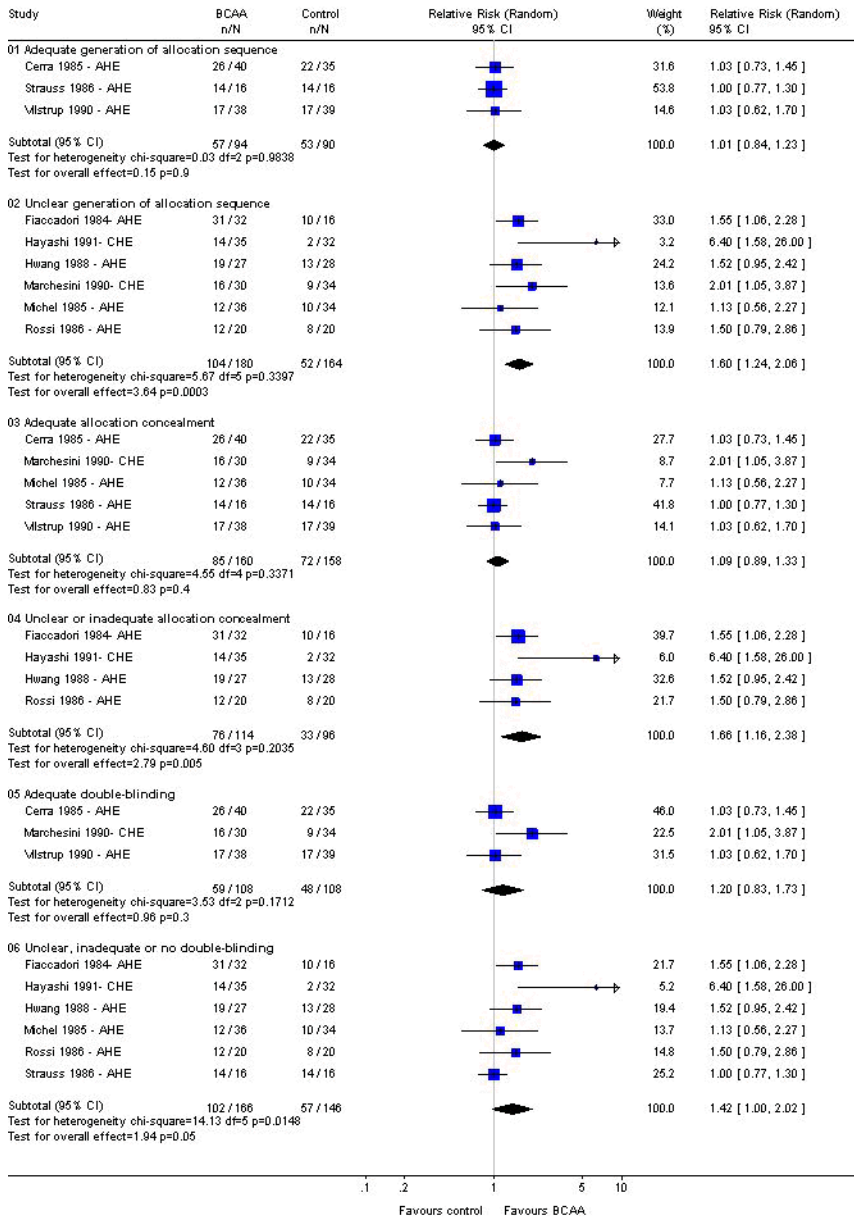 Study BCAA Control Relative Risk (Random) Weight Relative Risk (Random)
n/N n/N 95% CI (%) 95% CI
01 Adequate generation of allocation sequence
Cerra 1985 - AHE 26/40 22/35 31.6 1.03 [0.73, 1.45]
Strauss 1986 - AHE 14/16 14/16 53.8 1.00 [0.77, 1.30]
Vilstrup 1990 - AHE 17/38 17/39 14.6 1.03 [0.62, 1.70]
Subtotal (95% CI) 57/94 53/90 100.0 1.01 [0.84, 1.23]
Test for heterogeneity chi-square=0.03 df=2 p=0.9838
Test for overall effect=0.15 p=0.9
02 Unclear generation of allocation sequence
Fiaccadori 1984- AHE 31/32 10/16 33.0 1.55 [1.06, 2.28]
Hayashi 1991- CHE 14/35 2/32 3.2 6.40 [1.58, 26.00]
Hwang 1988 - AHE 19/27 13/28 24.2 1.52 [0.95, 2.42]
Marchesini 1990- CHE 16/30 9/34 13.6 2.01 [1.05, 3.87]
Michel 1985 - AHE 12/36 10/34 12.1 1.13 [0.56, 2.27]
Rossi 1986 - AHE 12/20 8/20 13.9 1.50 [0.79, 2.86]
Subtotal (95% CI) 104/180 52/164 100.0 1.60 [1.24, 2.06]
Test for heterogeneity chi-square=5.67 df=5 p=0.3397
Test for overall effect=3.64 p=0.0003
03 Adequate allocation concealment
Cerra 1985 - AHE 26/40 22/35 27.7 1.03 [0.73, 1.45]
Marchesini 1990- CHE 16/30 9/34 8.7 2.01 [1.05, 3.87]
Michel 1985 - AHE 12/36 10/34 7.7 1.13 [0.56, 2.27]
Strauss 1986 - AHE 14/16 14/16 41.8 1.00 [0.77, 1.30]
Vilstrup 1990 - AHE 17/38 17/39 14.1 1.03 [0.62, 1.70]
Subtotal (95% CI) 85/160 72/158 100.0 1.09 [0.89, 1.33]
Test for heterogeneity chi-square=4.55 df=4 p=0.3371
Test for overall effect=0.83 p=0.4
04 Unclear or inadequate allocation concealment
Fiaccadori 1984- AHE 31/32 10/16 39.7 1.55 [1.06, 2.28]
Hayashi 1991- CHE 14/35 2/32 6.0 6.40 [1.58, 26.00]
Hwang 1988 - AHE 19/27 13/28 32.6 1.52 [0.95, 2.42]
Rossi 1986 - AHE 12/20 8/20 21.7 1.50 [0.79, 2.86]
Subtotal (95% CI) 76/114 33/96 100.0 1.66 [1.16, 2.38]
Test for heterogeneity chi-square=4.60 df=3 p=0.2035
Test for overall effect=2.79 p=0.005
05 Adequate double-blinding
Cerra 1985 - AHE 26/40 22/35 46.0 1.03 [0.73, 1.45]
Marchesini 1990- CHE 16/30 9/34 22.5 2.01 [1.05, 3.87]
Vilstrup 1990 - AHE 17/38 17/39 31.5 1.03 [0.62, 1.70]
Subtotal (95% CI) 59/108 48/108 100.0 1.20 [0.83, 1.73]
Test for heterogeneity chi-square=3.53 df=2 p=0.1712
Test for overall effect=0.96 p=0.3
06 Unclear, inadequate or no double-blinding
Fiaccadori 1984- AHE 31/32 10/16 21.7 1.55 [1.06, 2.28]
Hayashi 1991- CHE 14/35 2/32 5.2 6.40 [1.58, 26.00]
Hwang 1988 - AHE 19/27 13/28 19.4 1.52 [0.95, 2.42]
Michel 1985 - AHE 12/36 10/34 13.7 1.13 [0.56, 2.27]
Rossi 1986 - AHE 12/20 8/20 14.8 1.50 [0.79, 2.86]
Strauss 1986 - AHE 14/16 14/16 25.2 1.00 [0.77, 1.30]
Subtotal (95% CI) 102/166 57/146 100.0 1.42 [1.00, 2.02]
Test for heterogeneity chi-square=14.13 df=5 p=0.0148
Test for overall effect=1.94 p=0.05
.1 .2 1 5 10
Favours control Favours BCAA